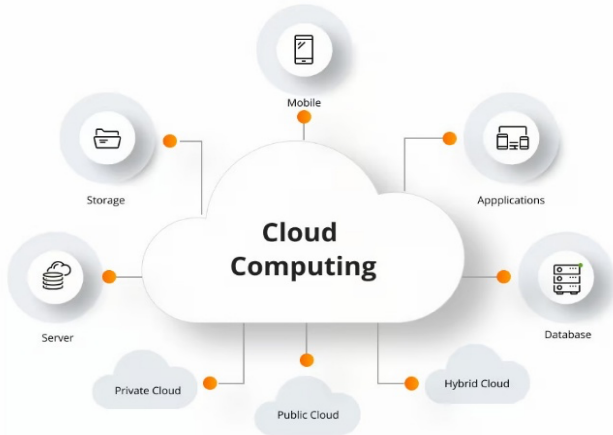 Mobile
Storage
Appplications
Cloud
Computing
Server
Database
Private Cloud
Public Cloud
Hybrid Cloud